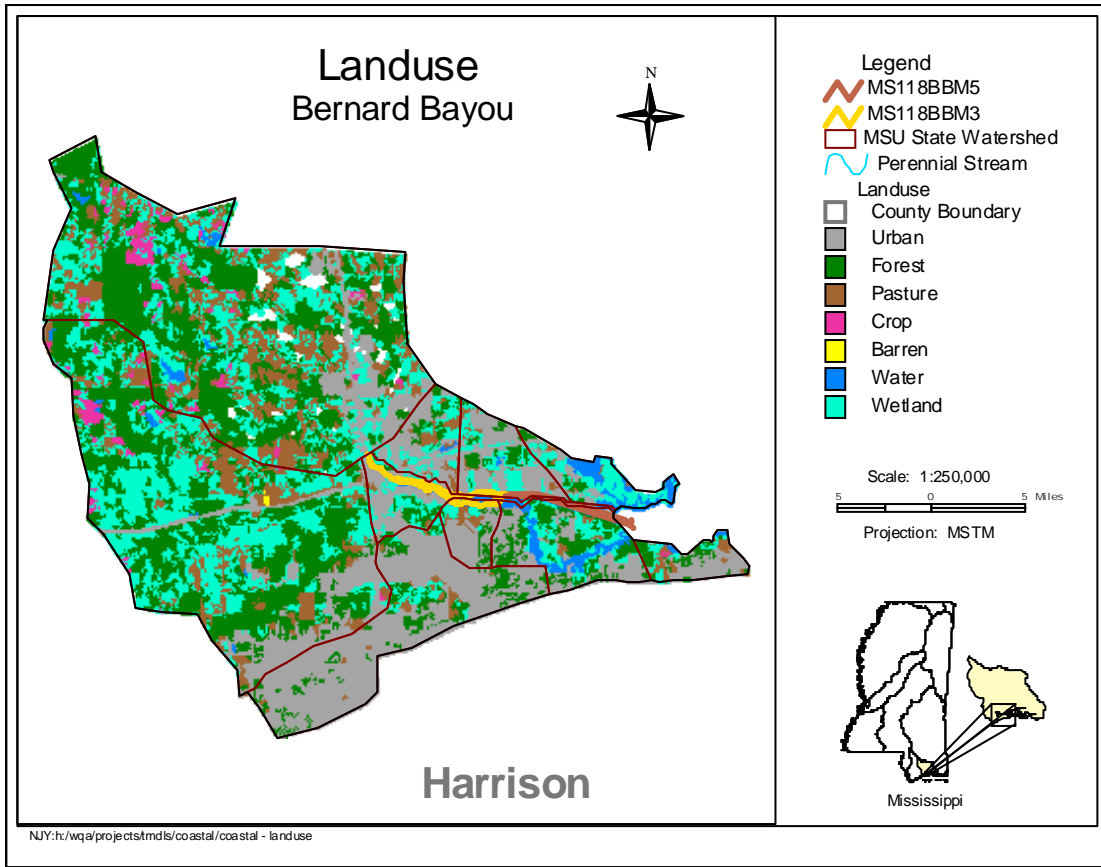 Landuse
Bernard Bayou
N
Harrison
Legend
MS118BBM5
MS118BBM3
MSU State Watershed
Perennial Stream
Landuse
County Boundary
Urban
Forest
Pasture
Crop
Barren
Water
Wetland
Scale: 1:250,000
5 0 5 Miles
Projection: MSTM
Mississippi
NJY:h:/wqa/projects/tmdls/coastal/coastal - landuse